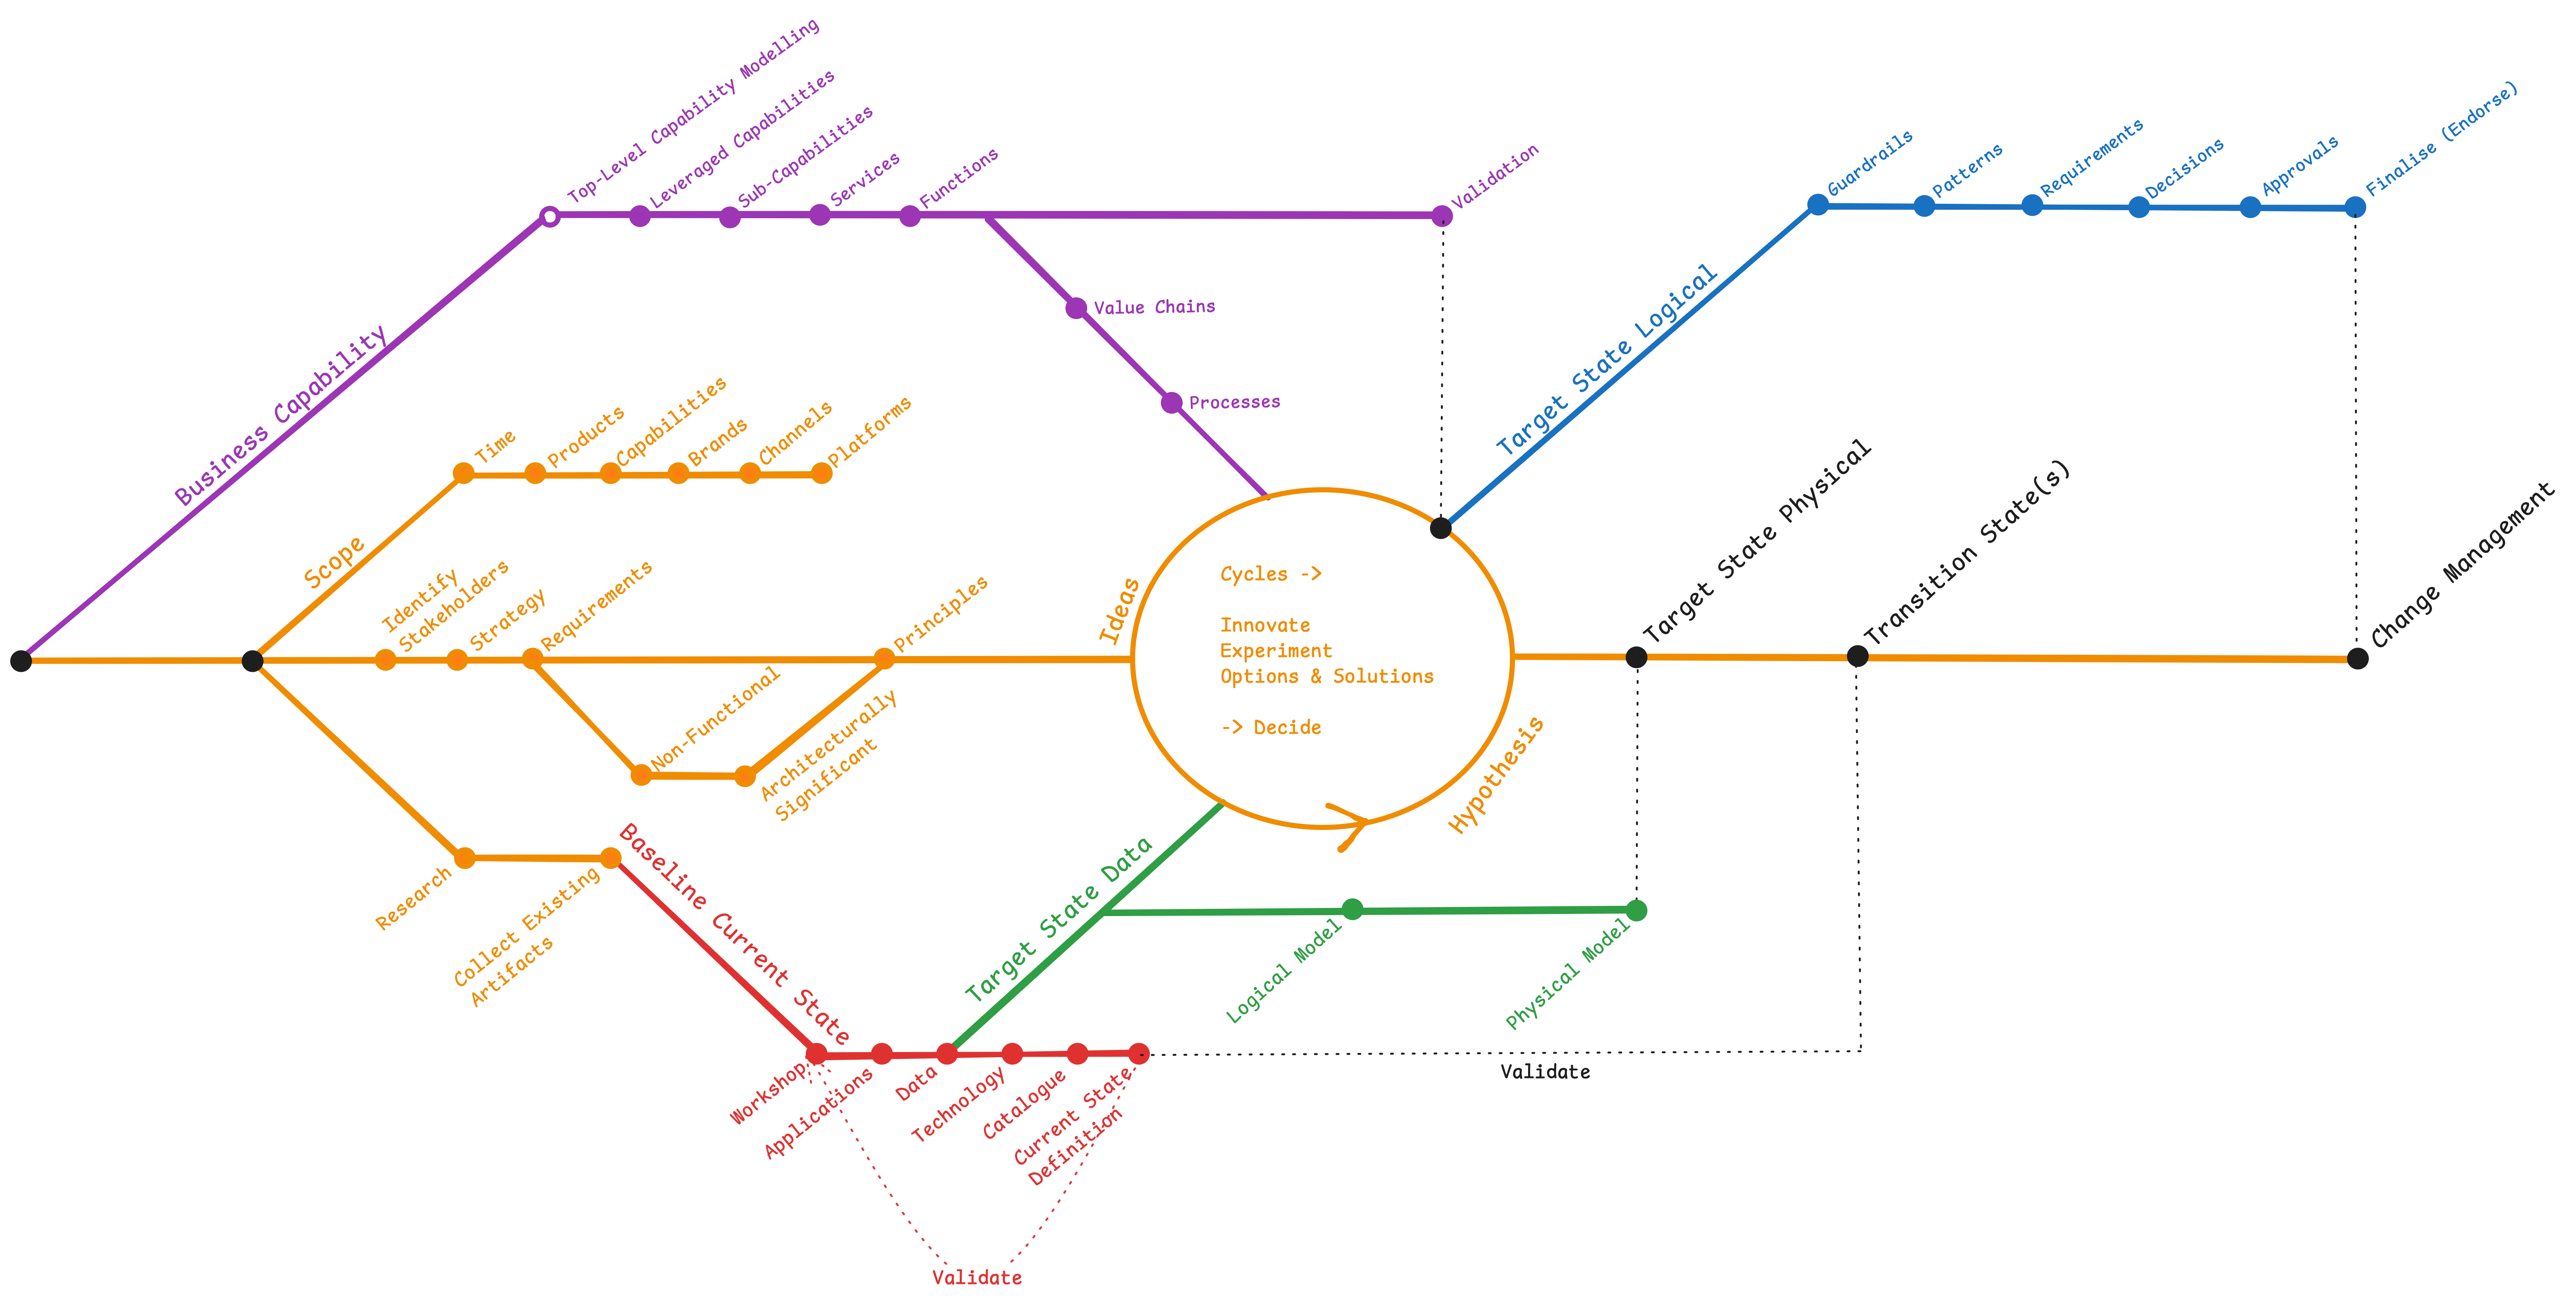 Top-Level Capability Modelling
Leveraged Capabilities
Sub-Capabilities
Services
Functions
Validation
Business Capability
Value Chains
Processes
Guardrails
Patterns
Requirements
Decisions
Approvals
Finalise (Endorse)
Target State Logical
Scope
Time
Products
Capabilities
Brands
Channels
Platforms
Identify
Stakeholders
Strategy
Requirements
Principles
Non-Functional
Architecturally
Significant
Ideas
Cycles ->
Innovate
Experiment
Options & Solutions
-> Decide
Hypothesis
Target State Physical
Transition State(s)
Change Management
Research
Collect Existing
Artifacts
Baseline Current State
Target State Data
Logical Model
Physical Model
Workshop
Applications
Data
Technology
Catalogue
Current State
Definition
Validate
Validate